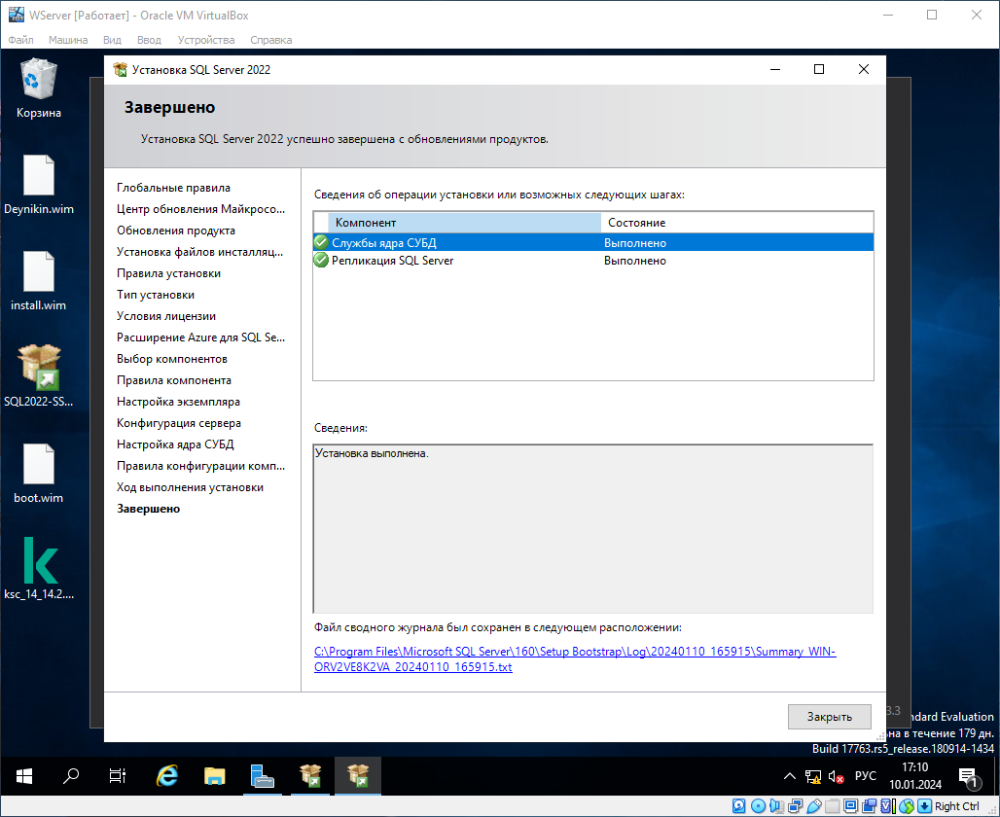 WServer [Работает] - Oracle VM VirtualBox
Файл Машина Вид Ввод Устройства Справка
Корзина
Deynikin.wim
install.wim
SQL2022-SS...
boot.wim
ksc_14_14.2....
Установка SQL Server 2022
Завершено
Установка SQL Server 2022 успешно завершена с обновлениями продуктов.
Глобальные правила
Центр обновления Майкросо...
Обновления продукта
Установка файлов инсталляц...
Правила установки
Тип установки
Условия лицензии
Расширение Azure для SQL Se...
Выбор компонентов
Правила компонента
Настройка экземпляра
Конфигурация сервера
Настройка ядра СУБД
Правила конфигурации комп...
Ход выполнения установки
Завершено
Сведения об операции установки или возможных следующих шагах:
Компонент Состояние
Службы ядра СУБД Выполнено
Репликация SQL Server Выполнено
Сведения:
Установка выполнена.
Файл сводного журнала был сохранен в следующем расположении:
C:\Program Files\Microsoft SQL Server\160\Setup Bootstrap\Log\20240110_165915\Summary_WIN-
ORV2VE8K2VA_20240110_165915.txt
Закрыть
3.3
ndard Evaluation
на в течение 179 дн.
Build 17763.rs5_release.180914-1434
РУС
17:10
10.01.2024
1
Right Ctrl